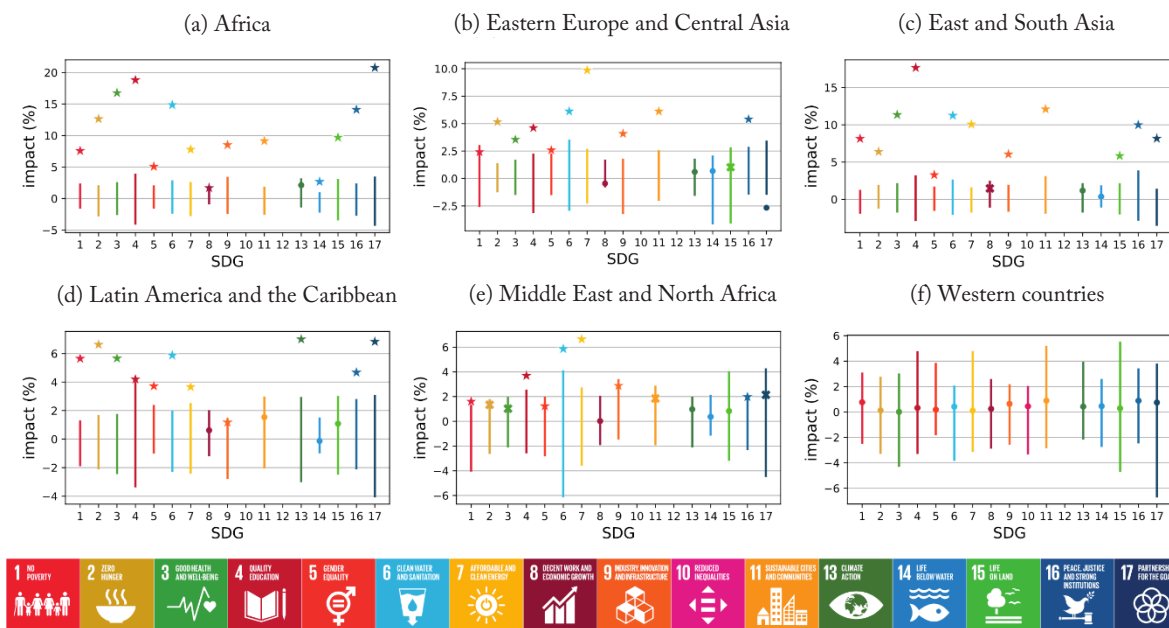 (a) Africa
(b) Eastern Europe and Central Asia
(c) East and South Asia
impact (%)
20
15
10
5
0
−5
1 2 3 4 5 6 7 8 9 10 11 12 13 14 15 16 17
SDG
impact (%)
10.0
7.5
5.0
2.5
0.0
−2.5
1 2 3 4 5 6 7 8 9 10 11 12 13 14 15 16 17
SDG
impact (%)
15
10
5
0
1 2 3 4 5 6 7 8 9 10 11 12 13 14 15 16 17
SDG
(d) Latin America and the Caribbean
(e) Middle East and North Africa
(f) Western countries
impact (%)
6
4
2
0
−2
−4
1 2 3 4 5 6 7 8 9 10 11 12 13 14 15 16 17
SDG
impact (%)
6
4
2
0
−2
−4
−6
1 2 3 4 5 6 7 8 9 10 11 12 13 14 15 16 17
SDG
impact (%)
6
4
2
0
−2
−4
−6
1 2 3 4 5 6 7 8 9 10 11 12 13 14 15 16 17
SDG
1 NO
POVERTY
2 ZERO
HUNGER
3 GOOD HEALTH
AND WELL-BEING
4 QUALITY
EDUCATION
5 GENDER
EQUALITY
6 CLEAN WATER
AND SANITATION
7 AFFORDABLE AND
CLEAN ENERGY
8 DECENT WORK AND
ECONOMIC GROWTH
9 INDUSTRY, INNOVATION
AND INFRASTRUCTURE
10 REDUCED
INEQUALITIES
11 SUSTAINABLE CITIES
AND COMMUNITIES
13 CLIMATE
ACTION
14 LIFE
BELOW WATER
15 LIFE
ON LAND
16 PEACE, JUSTICE
AND STRONG
INSTITUTIONS
17
FOR THE